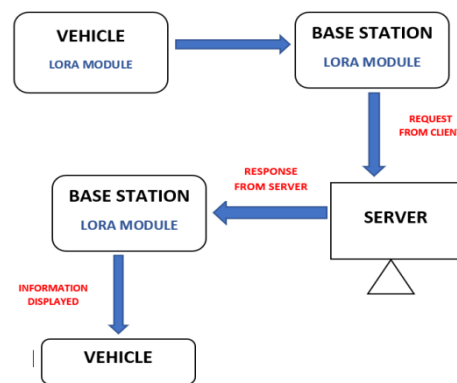 VEHICLE
LORA MODULE
BASE STATION
LORA MODULE
REQUEST
FROM CLIENT
RESPONSE
FROM SERVER
BASE STATION
LORA MODULE
SERVER
INFORMATION
DISPLAYED
VEHICLE